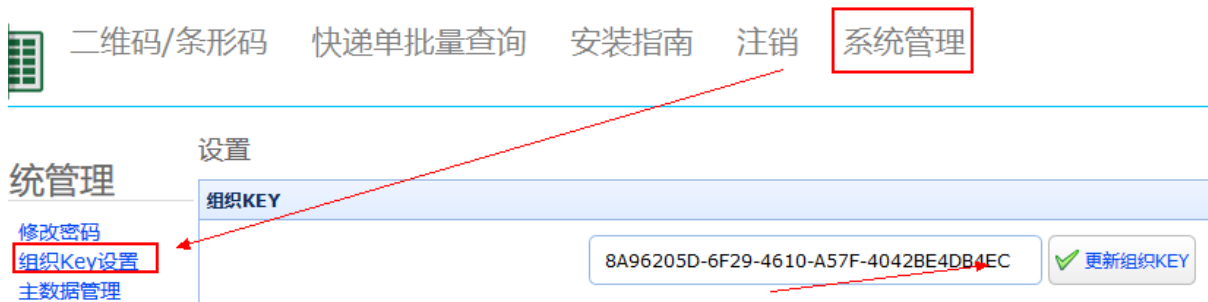 二维码/条形码 快递单批量查询 安装指南 注销 系统管理
设置
统管理
组织KEY
修改密码
组织Key设置
8A96205D-6F29-4610-A57F-4042BE4DB4EC 更新组织KEY
主数据管理